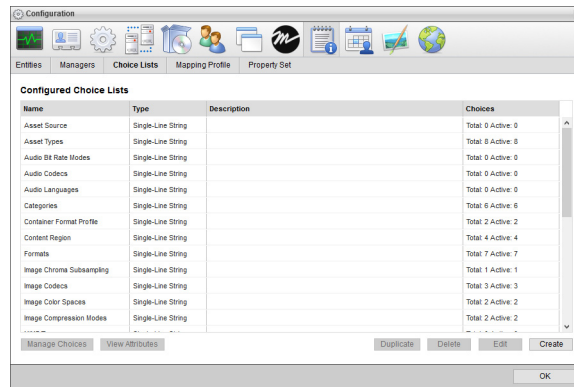 Configuration
Entities Managers Choice Lists Mapping Profile Property Set
Configured Choice Lists
Name Type Description Choices
Asset Source Single-Line String Total: 0 Active: 0
Asset Types Single-Line String Total: 8 Active: 8
Audio Bit Rate Modes Single-Line String Total: 0 Active: 0
Audio Codecs Single-Line String Total: 0 Active: 0
Audio Languages Single-Line String Total: 0 Active: 0
Categories Single-Line String Total: 6 Active: 6
Container Format Profile Single-Line String Total: 2 Active: 2
Content Region Single-Line String Total: 4 Active: 4
Formats Single-Line String Total: 7 Active: 7
Image Chroma Subsampling Single-Line String Total: 1 Active: 1
Image Codecs Single-Line String Total: 3 Active: 3
Image Color Spaces Single-Line String Total: 2 Active: 2
Image Compression Modes Single-Line String Total: 2 Active: 2
Manage Choices View Attributes Duplicate Delete Edit Create
OK